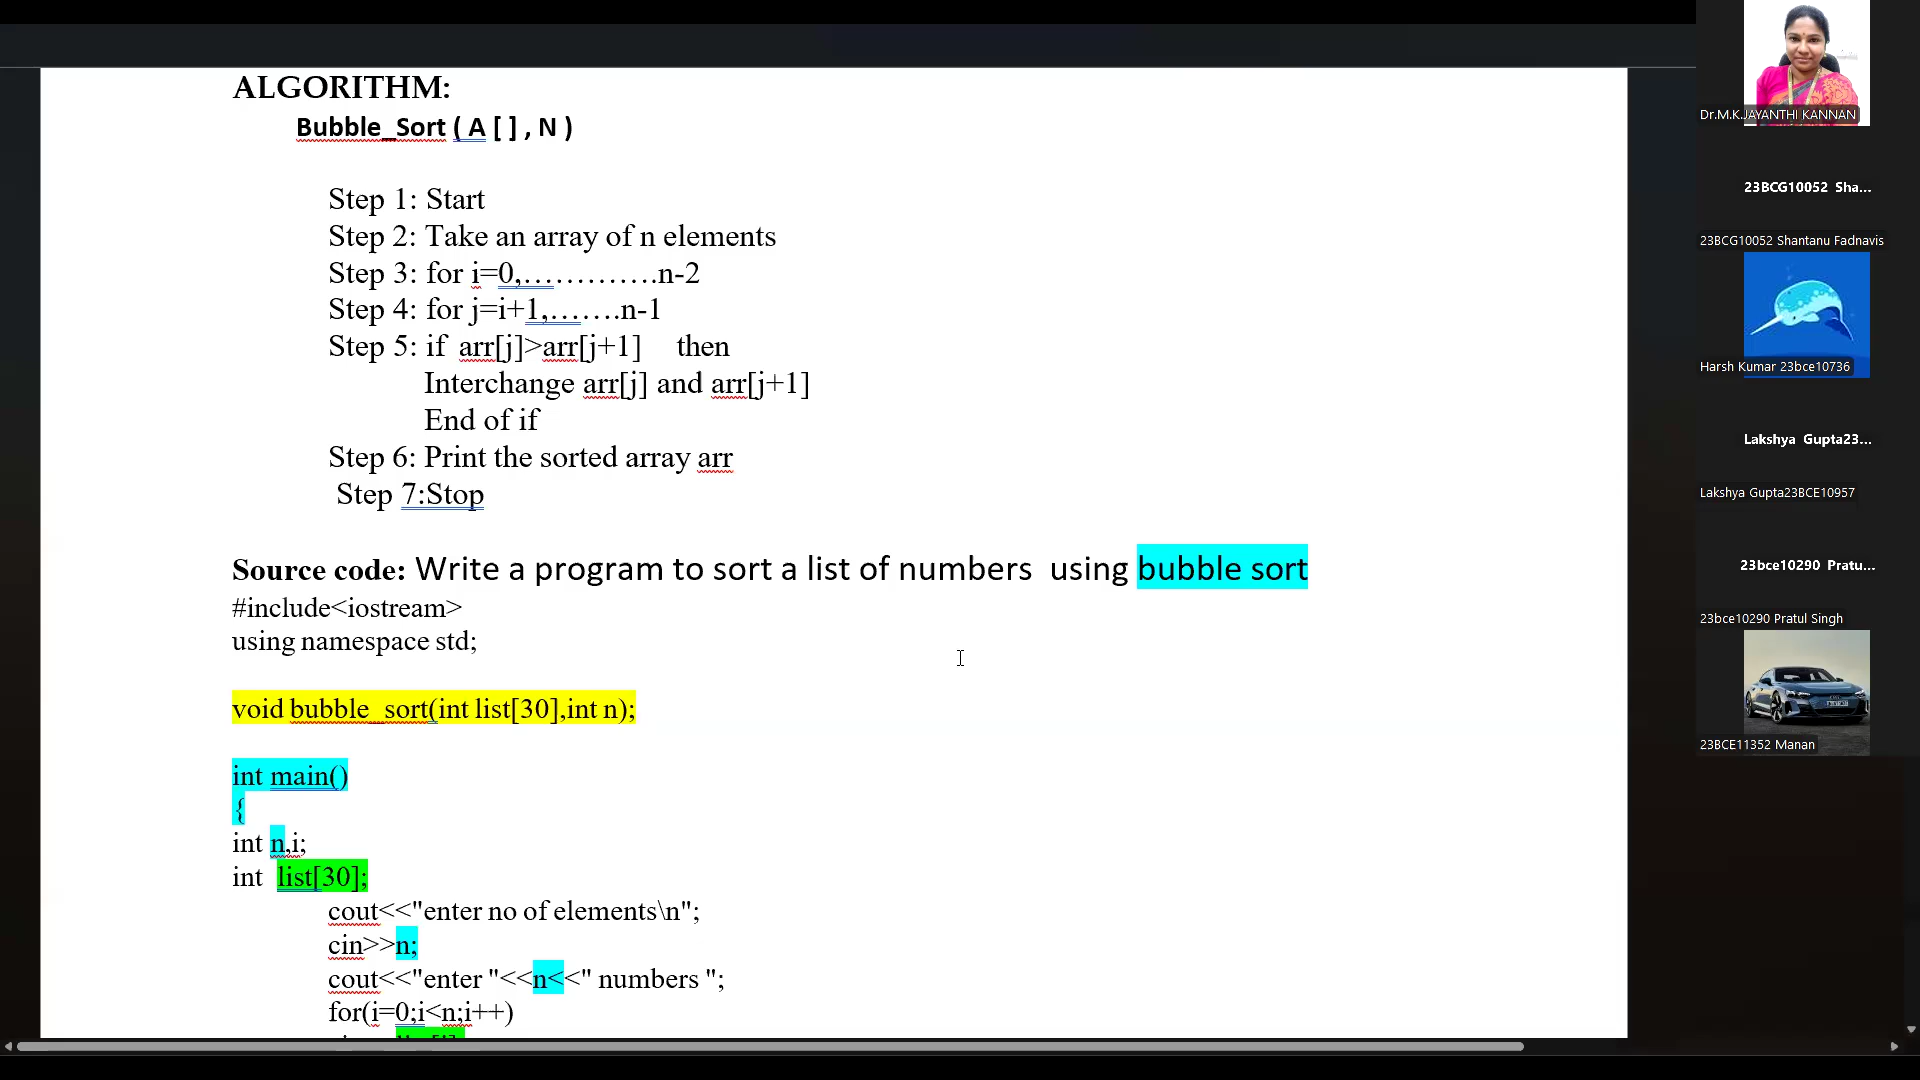 ALGORITHM:
Bubble_Sort ( A [ ] , N )
Step 1: Start
Step 2: Take an array of n elements
Step 3: for i=0,………….n-2
Step 4: for j=i+1,…….n-1
Step 5: if arr[j]>arr[j+1] then
Interchange arr[j] and arr[j+1]
End of if
Step 6: Print the sorted array arr
Step 7:Stop
Source code: Write a program to sort a list of numbers using bubble sort
#include<iostream>
using namespace std;
void bubble_sort(int list[30],int n);
int main()
{
int n,i;
int list[30];
cout<<"enter no of elements\n";
cin>>n;
cout<<"enter "<<n<<" numbers ";
for(i=0;i<n;i++)
Dr.M.K.JAYANTHI KANNAN
23BCG10052 Sha...
23BCG10052 Shantanu Fadnavis
Harsh Kumar 23bce10736
Lakshya Gupta23...
Lakshya Gupta23BCE10957
23bce10290 Pratu...
23bce10290 Pratul Singh
23BCE11352 Manan